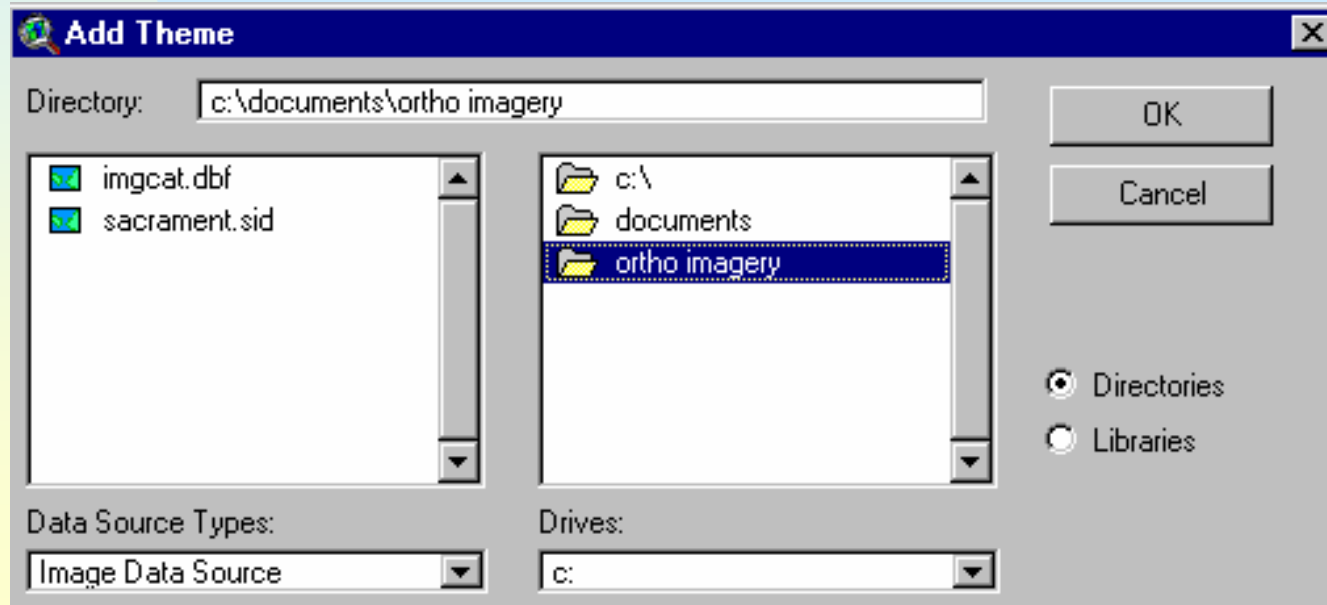 Add Theme
Directory: c:\documents\ortho imagery
OK
Cancel
imgcat.dbf
sacrament.sid
c:\
documents
ortho imagery
Directories
Libraries
Data Source Types:
Image Data Source
Drives:
c: